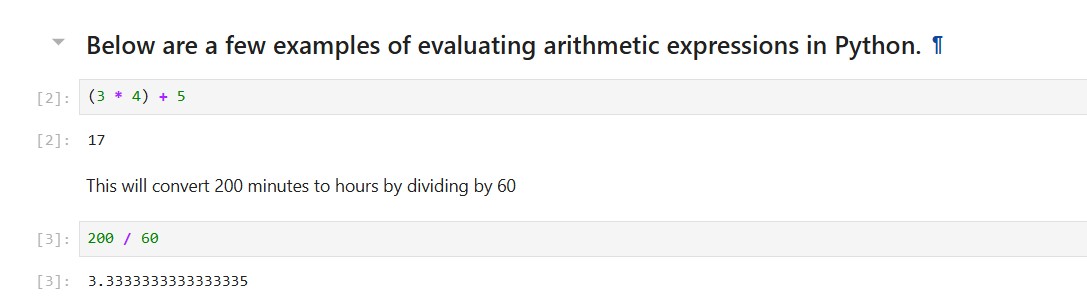 Below are a few examples of evaluating arithmetic expressions in Python. ¶
[2]: (3 * 4) + 5
[2]: 17
This will convert 200 minutes to hours by dividing by 60
[3]: 200 / 60
[3]: 3.3333333333333335